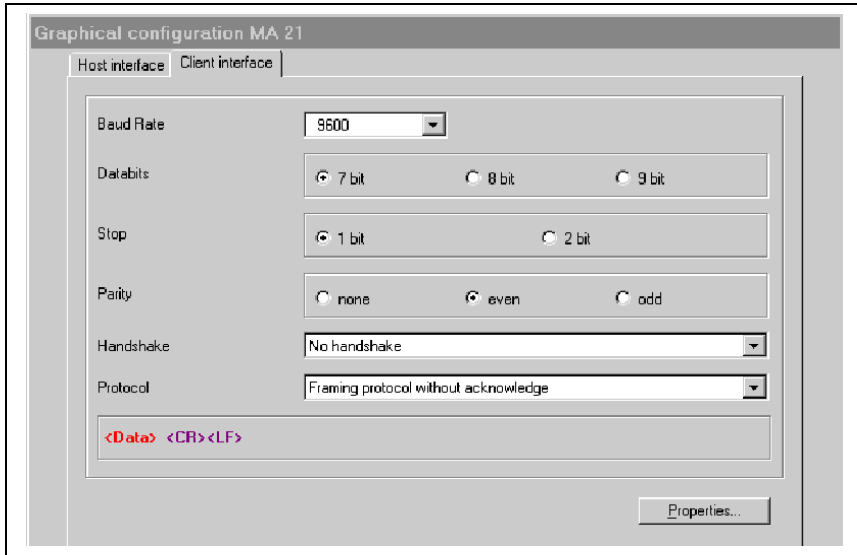 Graphical configuration MA 21
Host interface Client interface
Baud Rate 9600
Databits 7 bit 8 bit 9 bit
Stop 1 bit 2 bit
Parity none even odd
Handshake No handshake
Protocol Framing protocol without acknowledge
<Data> <CR><LF>
Properties...